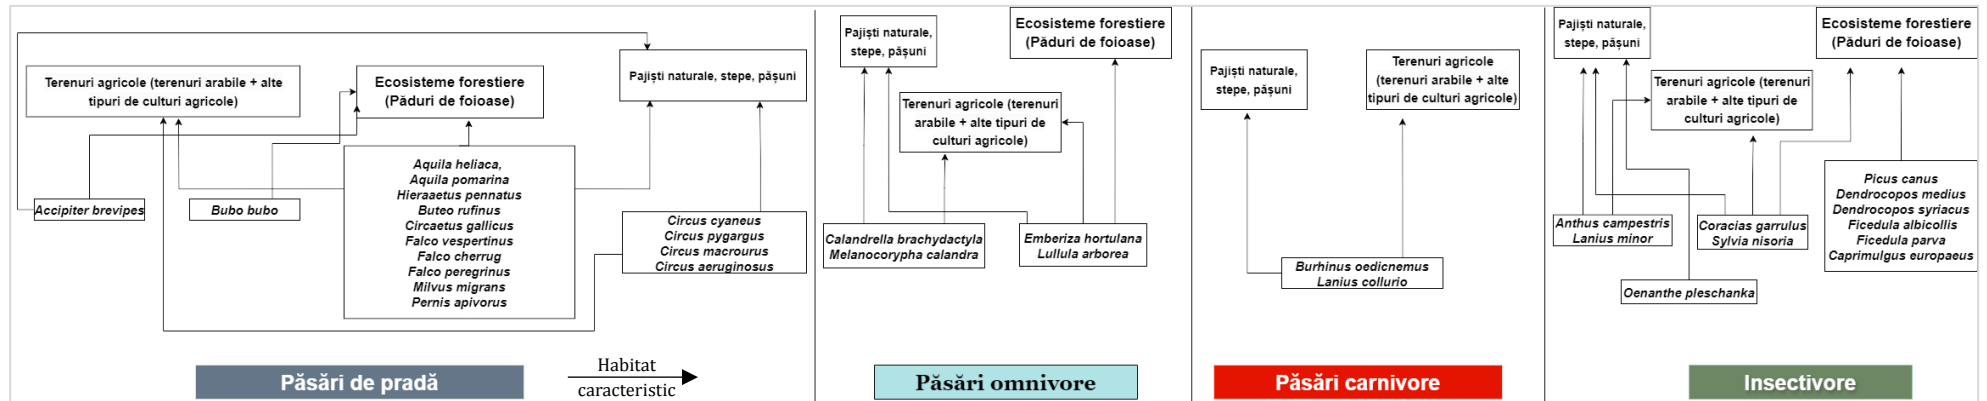 Terenuri agricole (terenuri arabile + alte
tipuri de culturi agricole)
Ecosisteme forestiere
(Păduri de foioase)
Pajiști naturale, stepe, pășuni
Accipiter brevipes
Bubo bubo
Aquila heliaca,
Aquila pomarina
Hieraaetus pennatus
Buteo rufinus
Circaetus gallicus
Falco vespertinus
Falco cherrug
Falco peregrinus
Milvus migrans
Pernis apivorus
Circus cyaneus
Circus pygargus
Circus macrourus
Circus aeruginosus
Păsări de pradă
Habitat
caracteristic
Pajiști naturale,
stepe, pășuni
Ecosisteme forestiere
(Păduri de foioase)
Terenuri agricole (terenuri
arabile + alte tipuri de
culturi agricole)
Calandrella brachydactyla
Melanocorypha calandra
Emberiza hortulana
Lullula arborea
Păsări omnivore
Pajiști naturale,
stepe, pășuni
Terenuri agricole
(terenuri arabile + alte
tipuri de culturi agricole)
Burhinus oedicnemus
Lanius collurio
Păsări carnivore
Pajiști naturale,
stepe, pășuni
Ecosisteme forestiere
(Păduri de foioase)
Terenuri agricole (terenuri
arabile + alte tipuri de
culturi agricole)
Anthus campestris
Lanius minor
Coracias garrulus
Sylvia nisoria
Picus canus
Dendrocopos medius
Dendrocopos syriacus
Ficedula albicollis
Ficedula parva
Caprimulgus europaeus
Oenanthe pleschanka
Insectivore